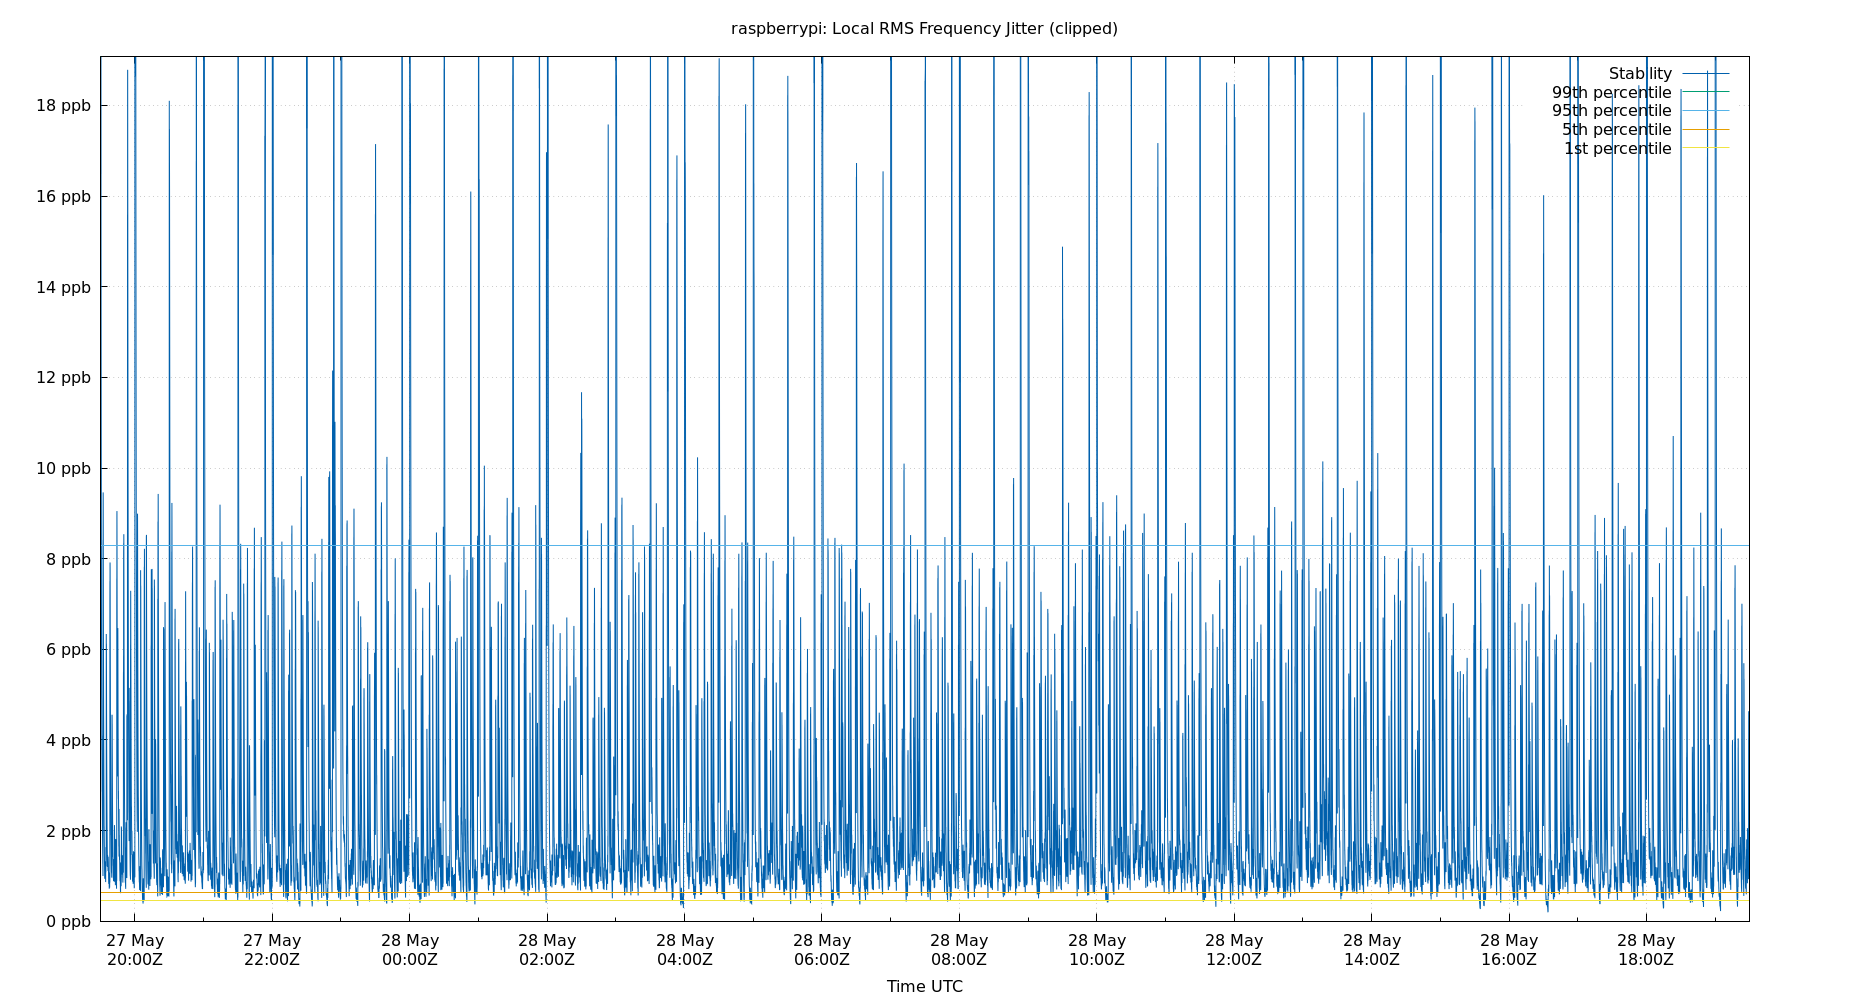 raspberrypi: Local RMS Frequency Jitter (clipped)
Stability
99th percentile
95th percentile
5th percentile
1st percentile
18 ppb
16 ppb
14 ppb
12 ppb
10 ppb
8 ppb
6 ppb
4 ppb
2 ppb
0 ppb
27 May 27 May 28 May 28 May 28 May 28 May 28 May 28 May 28 May 28 May 28 May 28 May
20:00Z 22:00Z 00:00Z 02:00Z 04:00Z 06:00Z 08:00Z 10:00Z 12:00Z 14:00Z 16:00Z 18:00Z
Time UTC